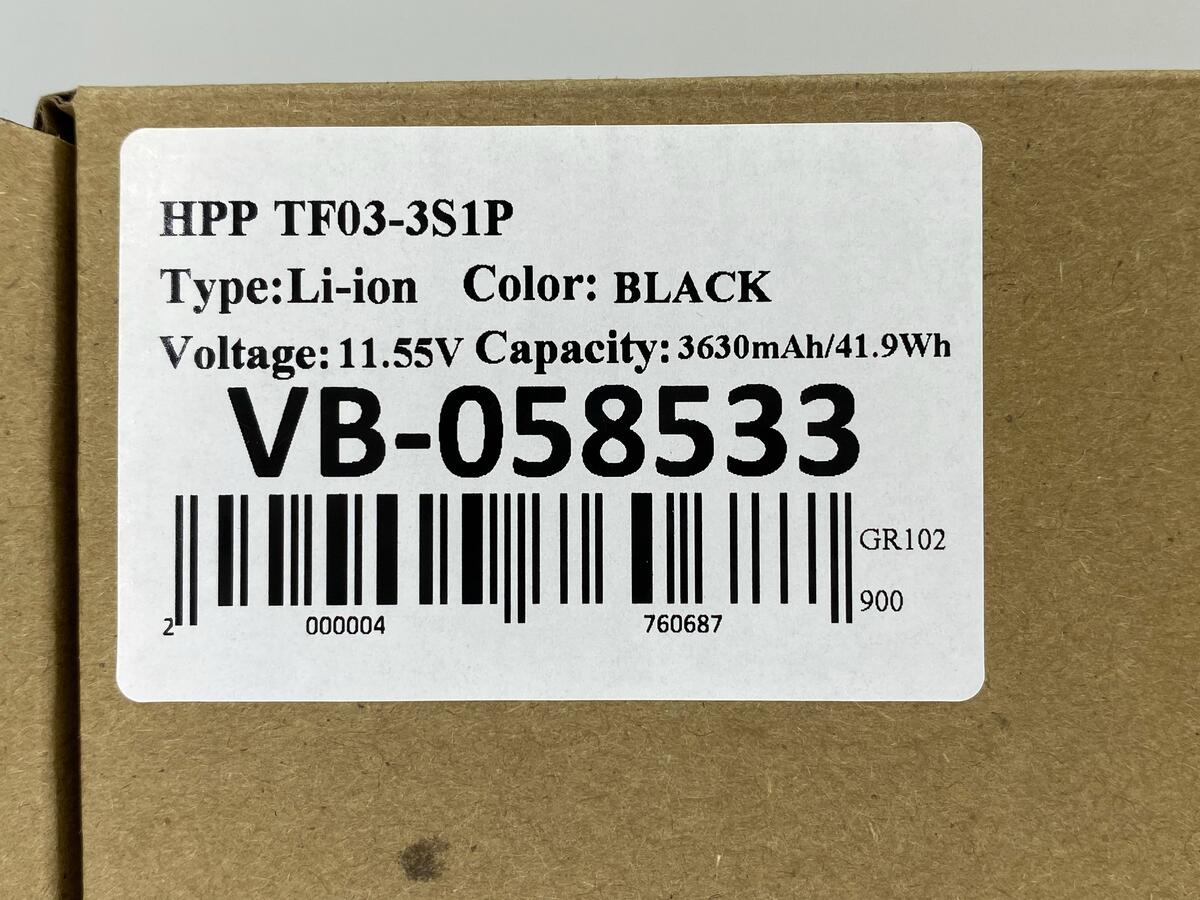 HPP TF03-3S1P
Type:Li-ion Color: BLACK
Voltage: 11.55V Capacity: 3630mAh/41.9Wh
VB-058533
GR102
900
2 000004 760687